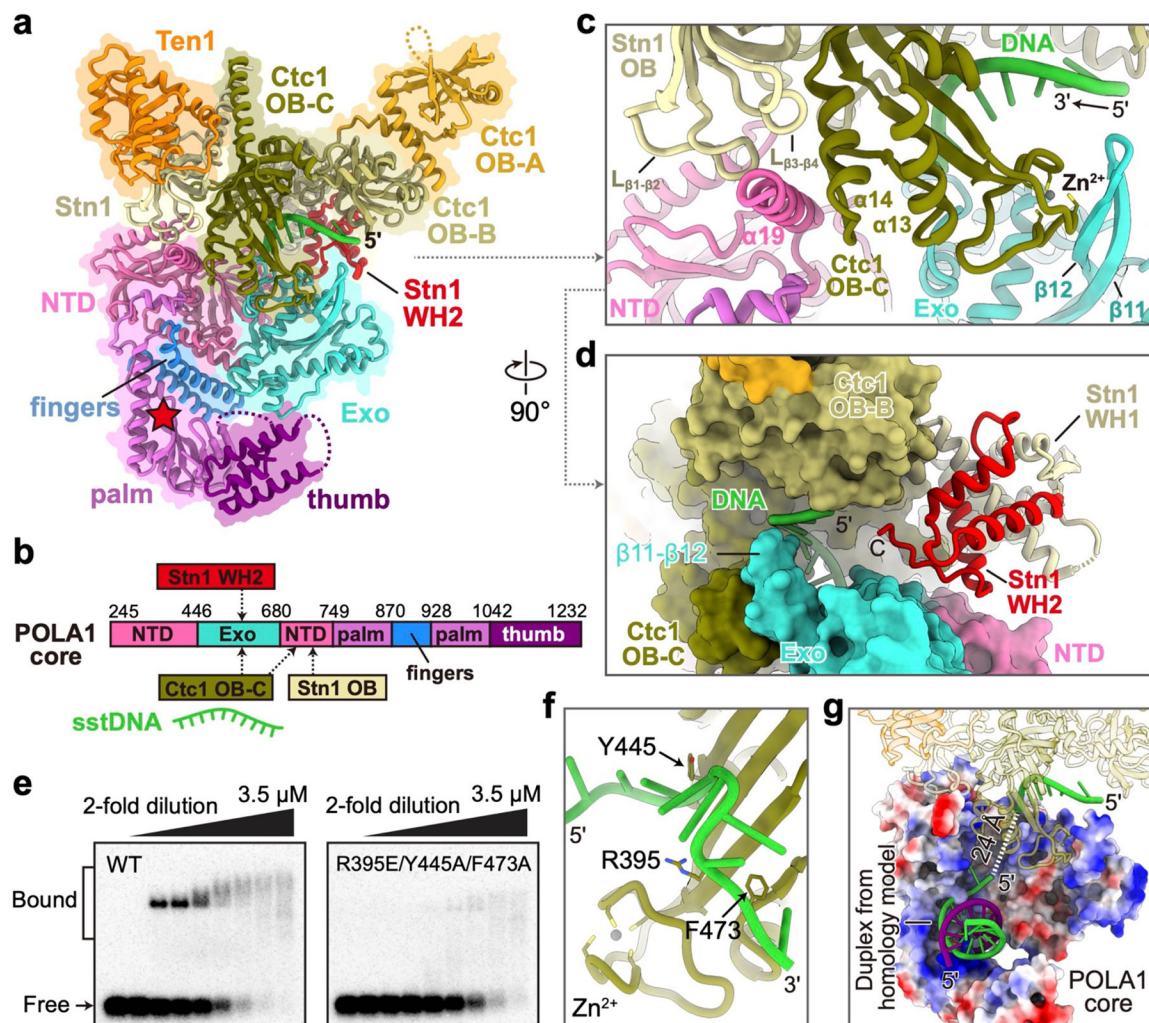 a
Ten1
Ctc1
OB-C
Ctc1
OB-A
Stn1
Ctc1
OB-B
5'
NTD
Stn1
WH2
fingers
Exo
palm
thumb
90°
b
Stn1 WH2
245 446 680 749 870 928 1042 1232
POLA1
core
NTD Exo NTD palm palm thumb
fingers
Ctc1 OB-C Stn1 OB
sstDNA
c
Stn1
OB
DNA
3' 5'
Lβ1-β2
Lβ3-β4
Zn2+
α14
α19
α13
Ctc1
OB-C
NTD
Exo
β12
β11
d
Ctc1
OB-B
Stn1
WH1
DNA
5'
β11-β12
C
Stn1
WH2
Ctc1
OB-C
Exo
NTD
e
2-fold dilution 3.5 µM
2-fold dilution 3.5 µM
WT
R395E/Y445A/F473A
Bound
Free
f
Y445
5'
R395
F473
Zn2+
3'
g
5'
24 Å
5'
Duplex from
homology model
5'
POLA1
core